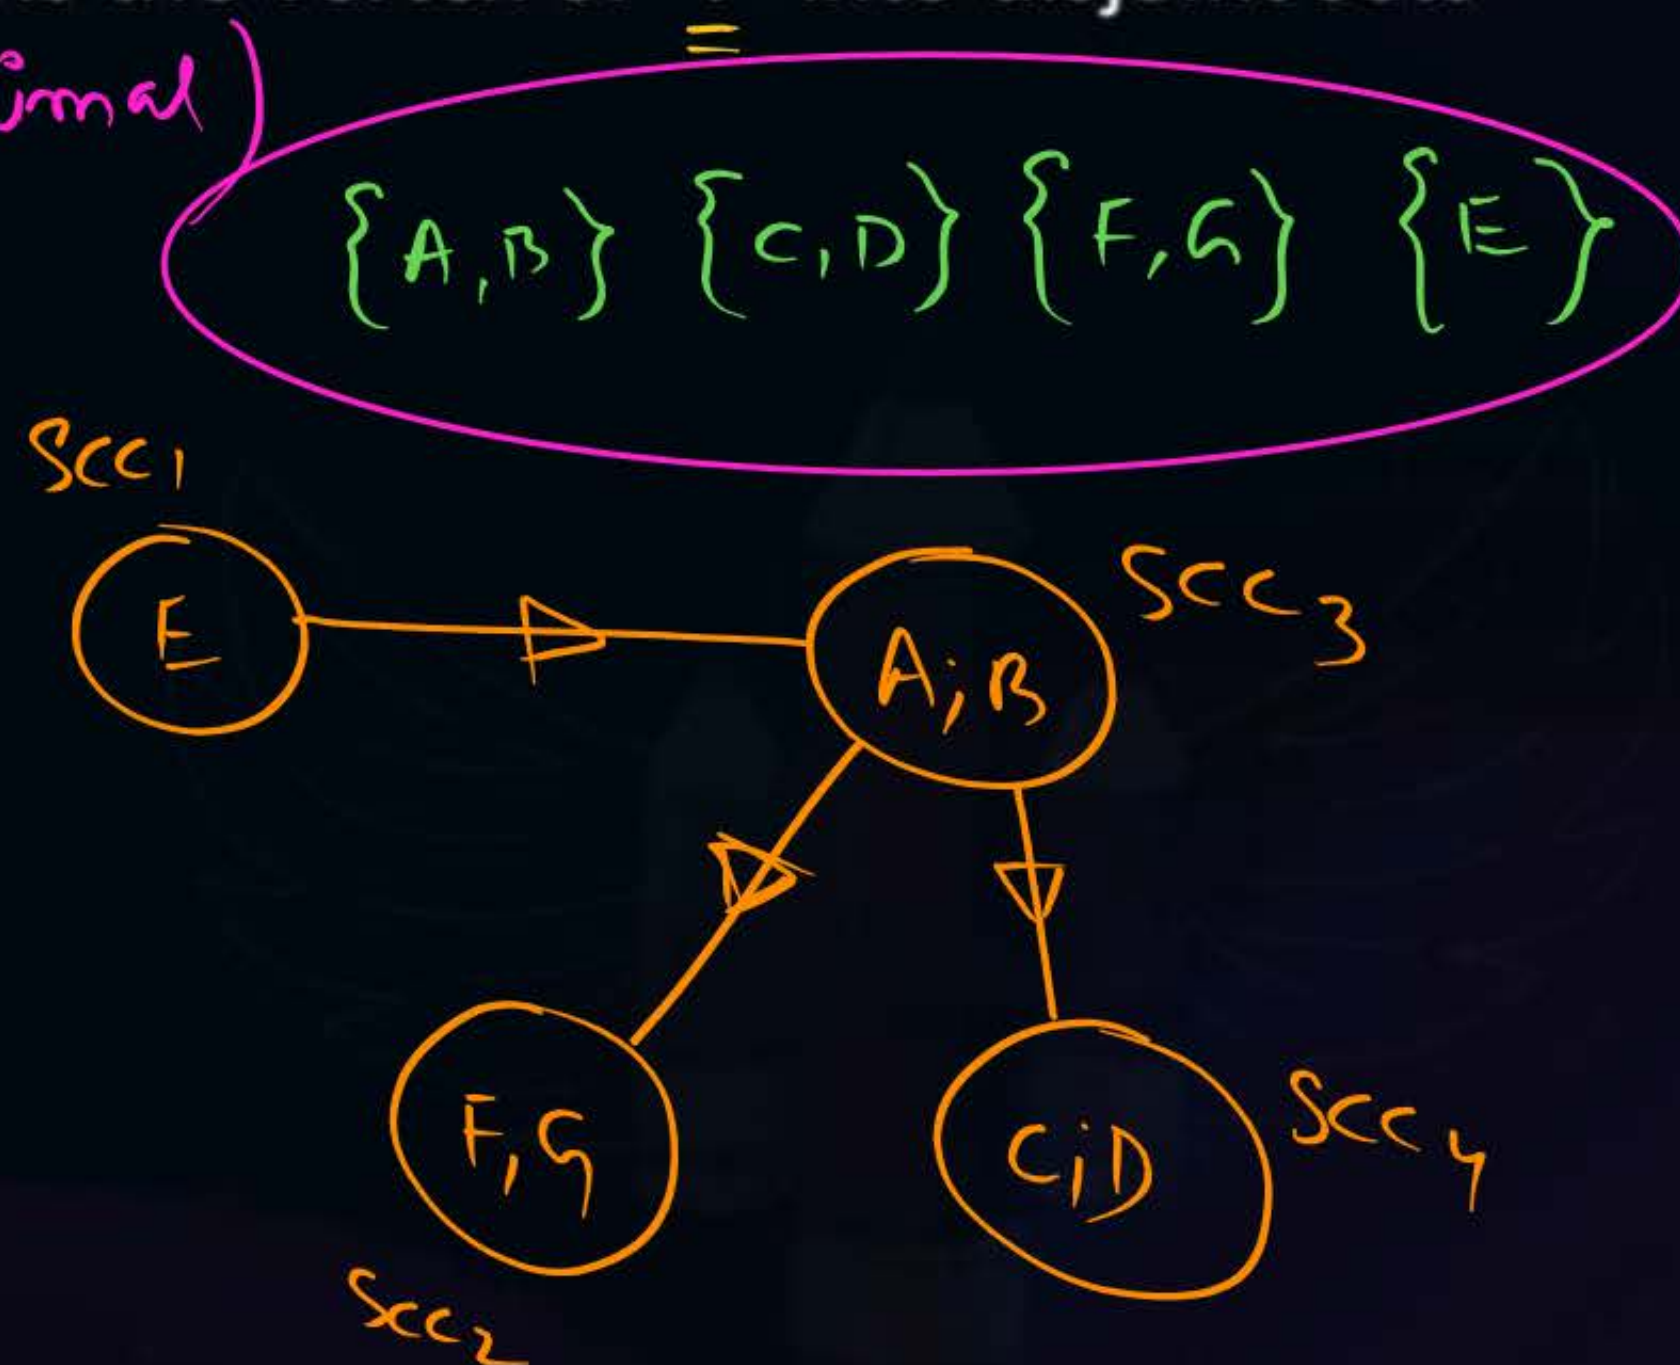 =
imal)
{A,B} {C,D} {F,G} {E}
SCC1
E
A;B
SCC3
F,G
C;D
SCC4
SCC2